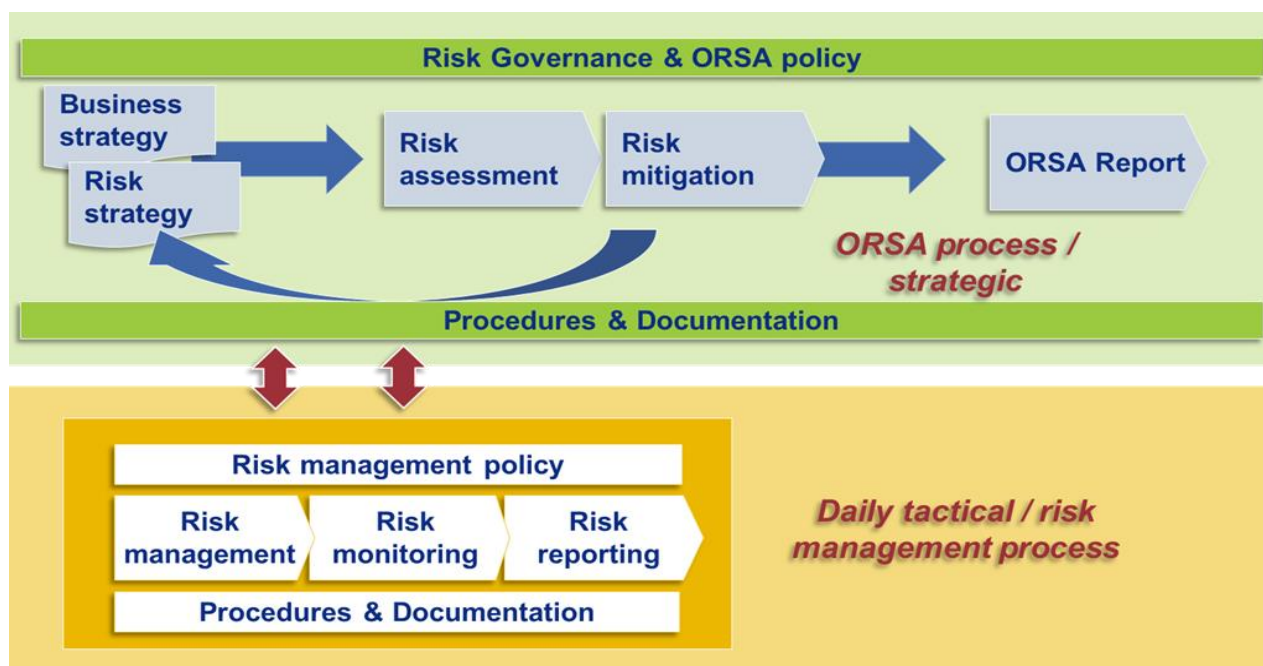 Risk Governance & ORSA policy
Business
strategy
Risk
strategy
Risk
assessment
Risk
mitigation
ORSA Report
ORSA process /
strategic
Procedures & Documentation
Risk management policy
Risk
management
Risk
monitoring
Risk
reporting
Procedures & Documentation
Daily tactical / risk
management process